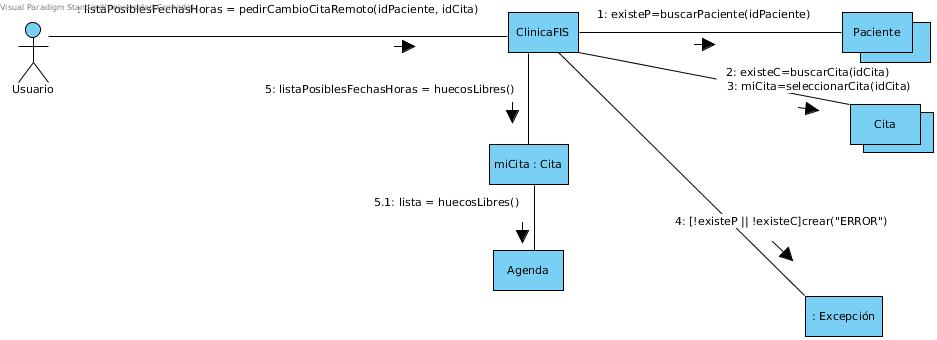 Visual Paradigm Stan
: listaPosiblesFechasHoras = pedirCambioCitaRemoto(idPaciente, idCita)
1: existeP=buscarPaciente(idPaciente)
ClinicaFIS
Paciente
Usuario
2: existeC=buscarCita(idCita)
3: miCita=seleccionarCita(idCita)
5: listaPosiblesFechasHoras = huecosLibres()
Cita
miCita : Cita
5.1: lista = huecosLibres()
4: [!existeP || !existeC]crear("ERROR")
Agenda
: Excepción